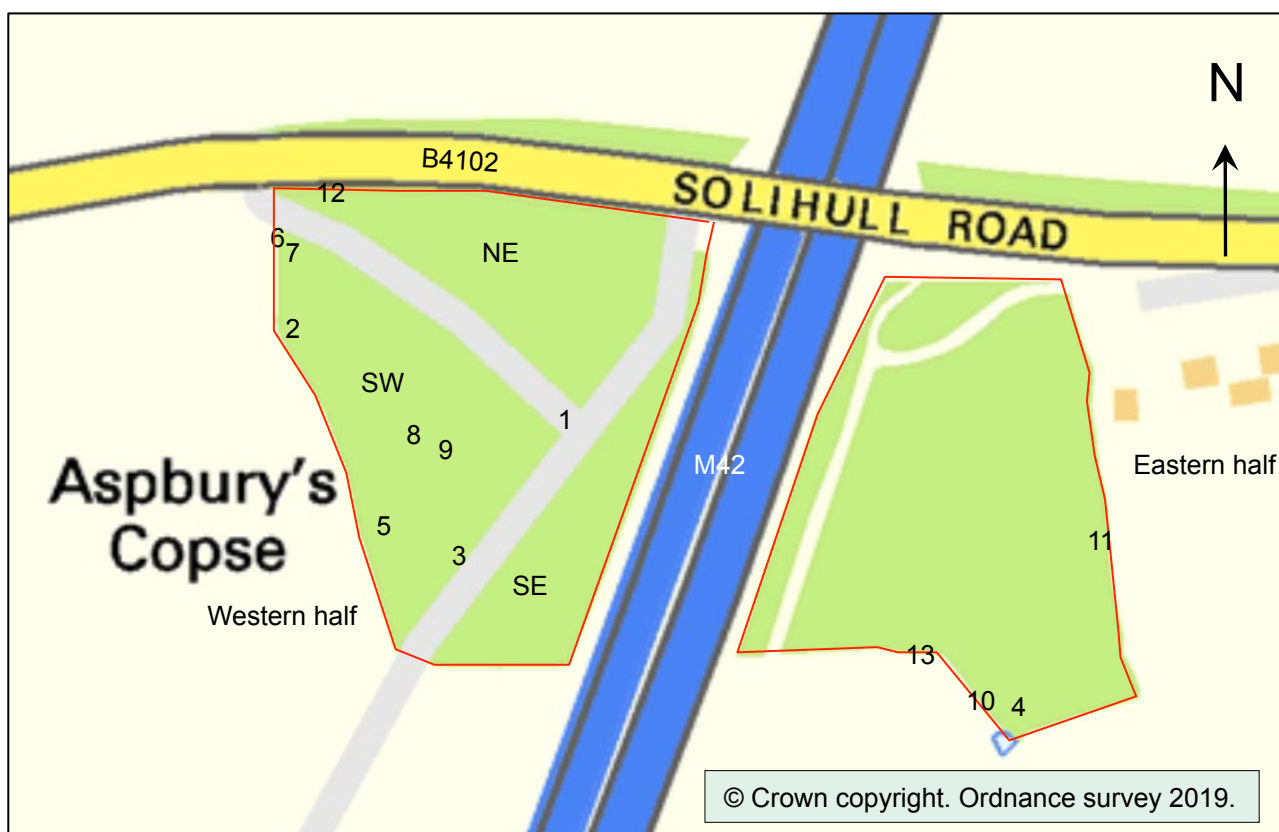 N
B4102
SOLIHULL ROAD
12
6
7
NE
2
SW
1
8
9
M42
Eastern half
Aspbury's
Copse
5
3
11
SE
Western half
13
10
4
© Crown copyright. Ordnance survey 2019.